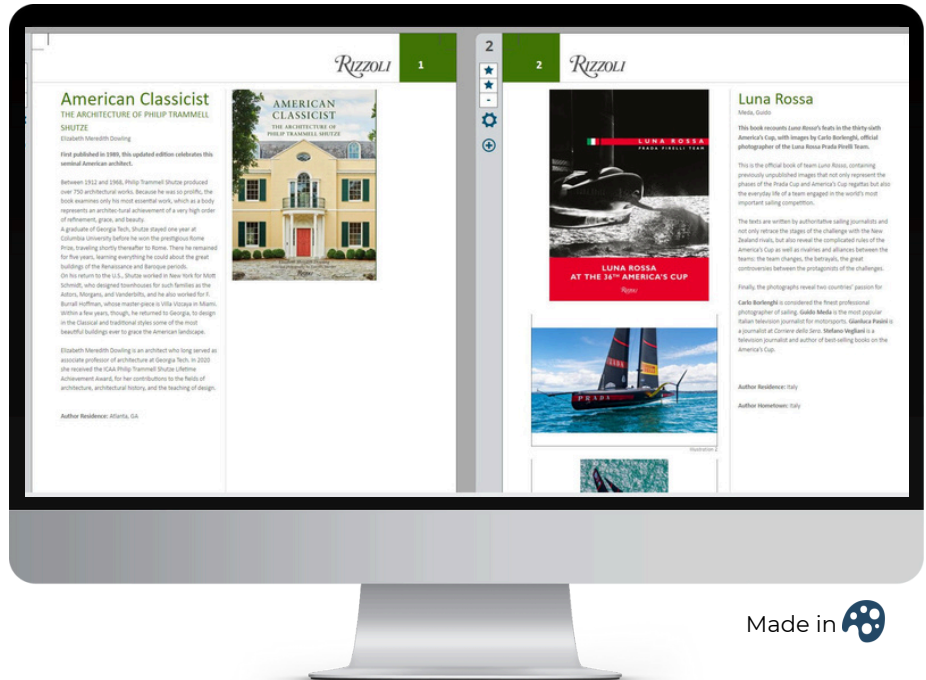 RIZZOLI
1
American Classicist
THE ARCHITECTURE OF PHILIP TRAMMELL
SHUTZE
Elizabeth Meredith Dowling
First published in 1989, this updated edition celebrates this
seminal American architect.
Between 1912 and 1968, Philip Trammell Shutze produced
over 750 architectural works. Because he was so prolific, the
book examines only his most essential work, which as a body
represents an architec-tural achievement of a very high order
of refinement, grace, and beauty.
A graduate of Georgia Tech, Shutze stayed one year at
Columbia University before he won the prestigious Rome
Prize, traveling shortly thereafter to Rome. There he remained
for five years, learning everything he could about the great
buildings of the Renaissance and Baroque periods.
On his return to the U.S., Shutze worked in New York for Mott
Schmidt, who designed townhouses for such families as the
Astors, Morgans, and Vanderbilts, and he also worked for F.
Burrall Hoffman, whose master-piece is Villa Vizcaya in Miami.
Within a few years, though, he returned to Georgia, to design
in the Classical and traditional styles some of the most
beautiful buildings ever to grace the American landscape.
Elizabeth Meredith Dowling is an architect who long served as
associate professor of architecture at Georgia Tech. In 2020
she received the ICAA Philip Trammell Shutze Lifetime
Achievement Award, for her contributions to the fields of
architecture, architectural history, and the teaching of design.
Author Residence: Atlanta, GA
AMERICAN
CLASSICIST
THE ARCHITECTURE OF
PHILIP TRAMMELL SHUTZE
2
-
2
RIZZOLI
LUNA ROSSA
PRADA PIRELLI TEAM
LUNA ROSSA
AT THE 36TH AMERICA'S CUP
Rizzoli
PRADA
Illustration 2
Luna Rossa
Meda, Guido
This book recounts Luna Rossa's feats in the thirty-sixth
America's Cup, with images by Carlo Borlenghi, official
photographer of the Luna Rossa Prada Pirelli Team.
This is the official book of team Luna Rossa, containing
previously unpublished images that not only represent the
phases of the Prada Cup and America's Cup regattas but also
the everyday life of a team engaged in the world's most
important sailing competition.
The texts are written by authoritative sailing journalists and
not only retrace the stages of the challenge with the New
Zealand rivals, but also reveal the complicated rules of the
America's Cup as well as rivalries and alliances between the
teams: the team changes, the betrayals, the great
controversies between the protagonists of the challenges.
Finally, the photographs reveal two countries' passion for
Carlo Borlenghi is considered the finest professional
photographer of sailing. Guido Meda is the most popular
Italian television journalist for motorsports. Gianluca Pasini is
a journalist at Corriere della Sera. Stefano Vegliani is a
television journalist and author of best-selling books on the
America's Cup.
Author Residence: Italy
Author Hometown: Italy
Made in